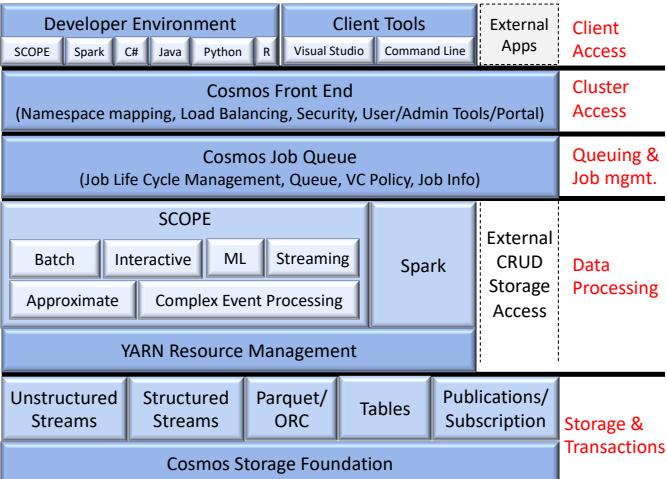 Developer Environment
SCOPE Spark C# Java Python R
Client Tools
Visual Studio Command Line
External
Apps
Client
Access
Cosmos Front End
(Namespace mapping, Load Balancing, Security, User/Admin Tools/Portal)
Cluster
Access
Cosmos Job Queue
(Job Life Cycle Management, Queue, VC Policy, Job Info)
Queuing &
Job mgmt.
SCOPE
Batch Interactive ML Streaming
Approximate Complex Event Processing
Spark
External
CRUD
Storage
Access
Data
Processing
YARN Resource Management
Unstructured
Streams
Structured
Streams
Parquet/
ORC
Tables
Publications/
Subscription
Storage &
Transactions
Cosmos Storage Foundation